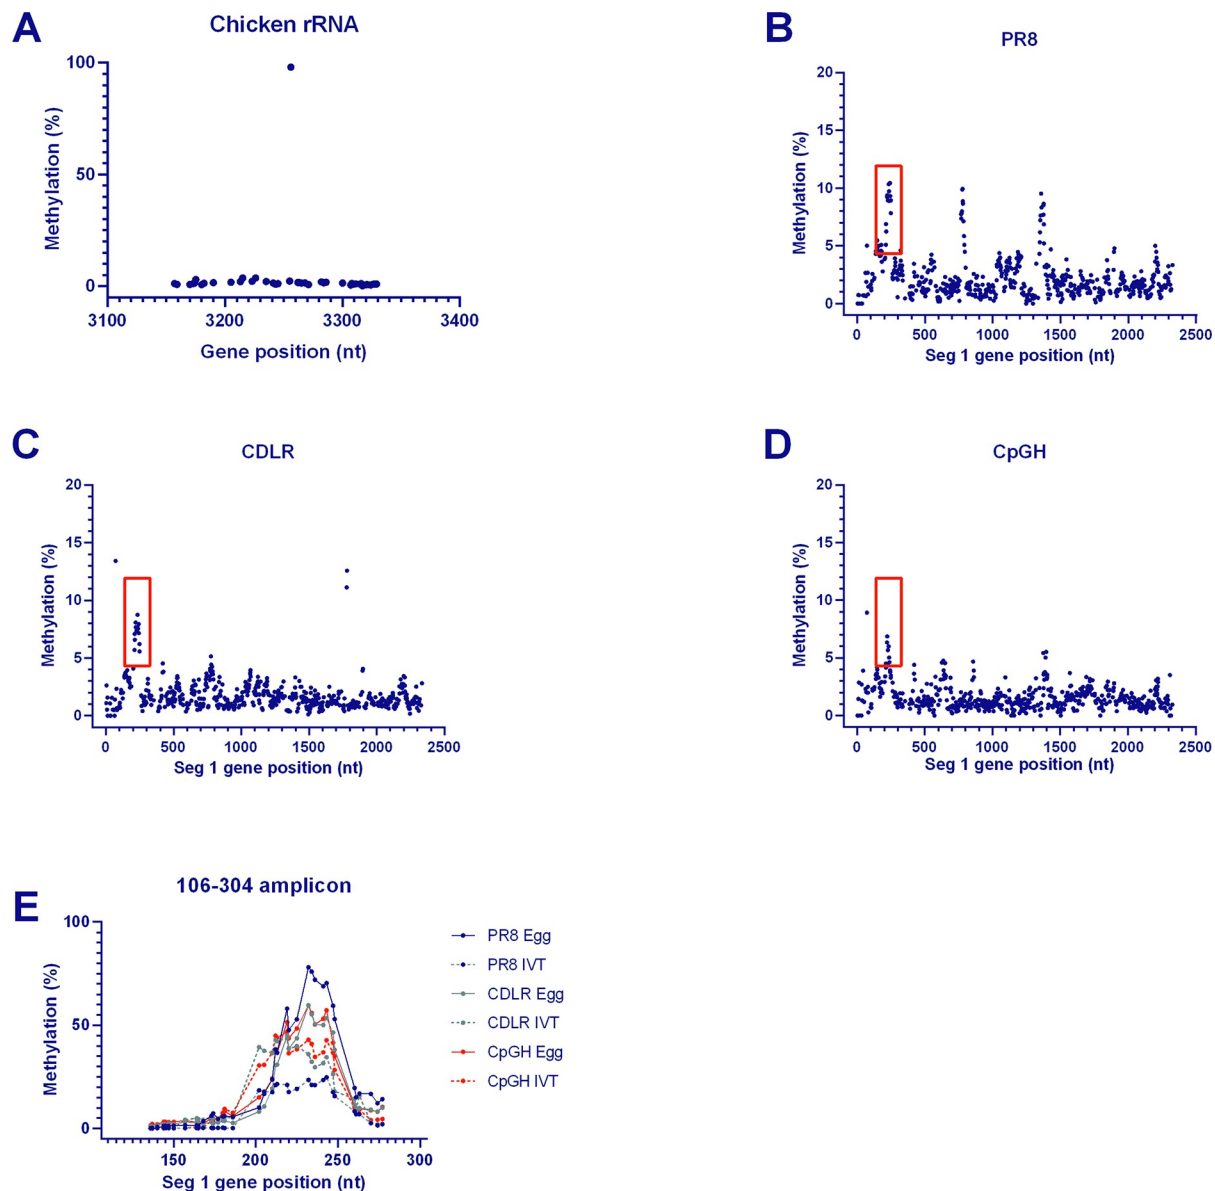 A
Chicken rRNA
Methylation (%)
100
50
0
3100 3200 3300 3400
Gene position (nt)
B
PR8
Methylation (%)
20
15
10
5
0
0 500 1000 1500 2000 2500
Seg 1 gene position (nt)
C
CDLR
Methylation (%)
20
15
10
5
0
0 500 1000 1500 2000 2500
Seg 1 gene position (nt)
D
CpGH
Methylation (%)
20
15
10
5
0
0 500 1000 1500 2000 2500
Seg 1 gene position (nt)
E
106-304 amplicon
Methylation (%)
100
50
0
150 200 250 300
Seg 1 gene position (nt)
PR8 Egg
PR8 IVT
CDLR Egg
CDLR IVT
CpGH Egg
CpGH IVT